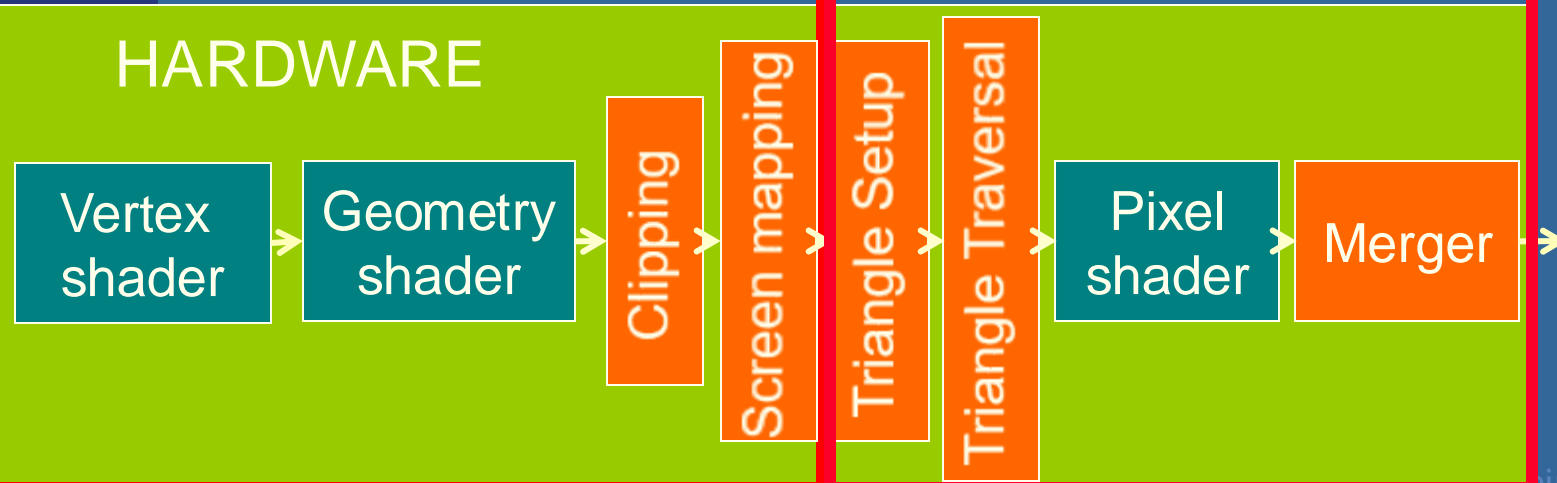 HARDWARE
Vertex
shader
Geometry
shader
Clipping
Screen mapping
Triangle Setup
Triangle Traversal
Pixel
shader
Merger